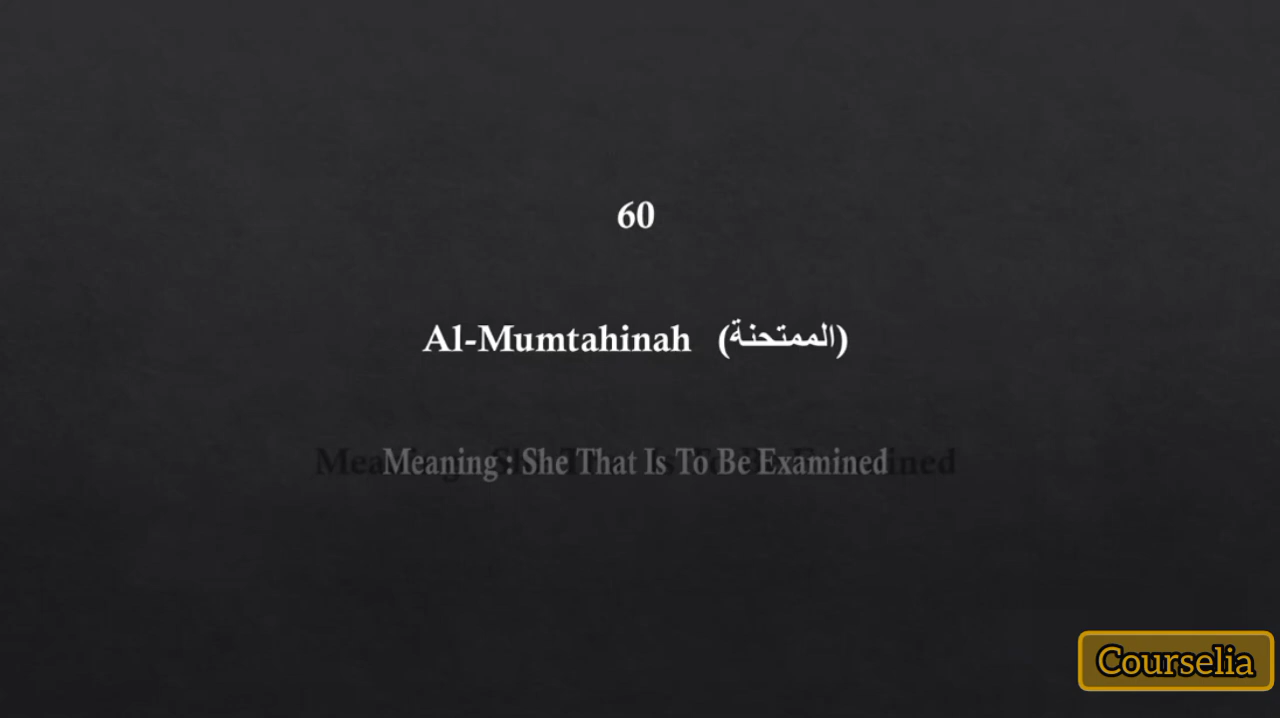 60
Al-Mumtahinah (الممتحنة)
Meaning : She That Is To Be Examined
Courselia